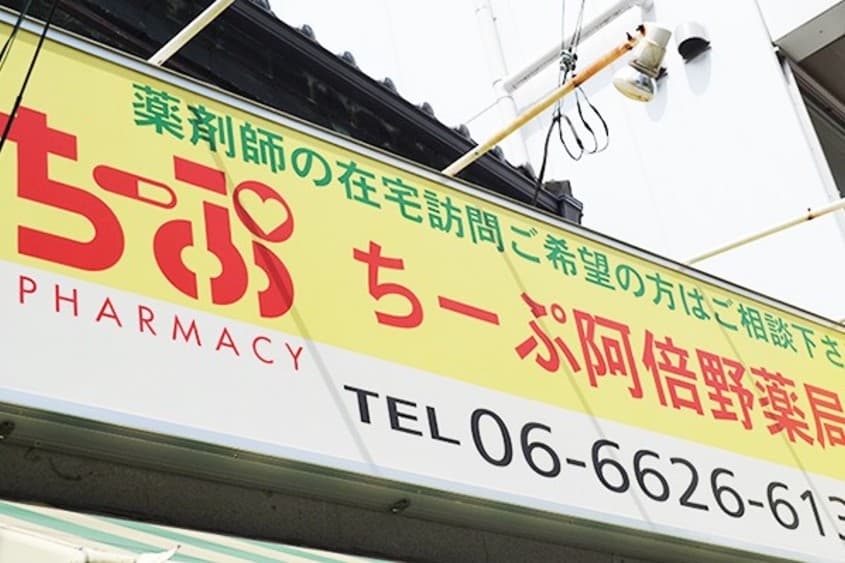 薬剤師の在宅訪問ご希望の方はご相談下さ
ちーぷ
PHARMACY
ちーぷ阿倍野薬局
TEL 06-6626-613